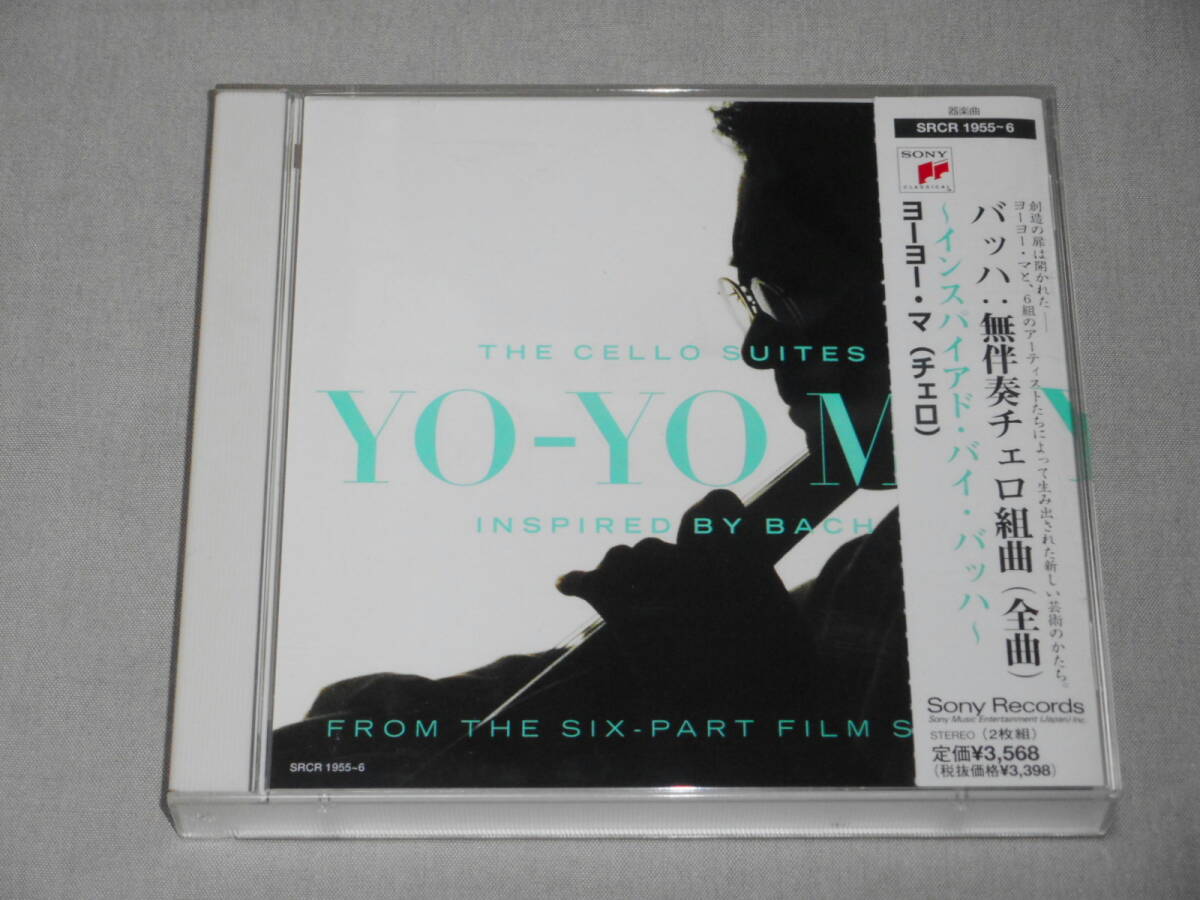 THE CELLO SUITES
YO-YO M
INSPIRED BY BACH
FROM THE SIX-PART FILM S
SRCR 1955~6
器楽曲
SRCR 1955~6
SONY
CLASSICAL
創造の扉は開かれた——
ヨーヨー・マと、6組のアーティストたちによって生み出された新しい芸術のかたち。
バッハ:無伴奏チェロ組曲(全曲)
~インスパイアド・バイ・バッハ~
ヨーヨー・マ(チェロ)
Sony Records
Sony Music Entertainment (Japan) Inc.
STEREO (2枚組)
定価¥3,568
(税抜価格¥3,398)